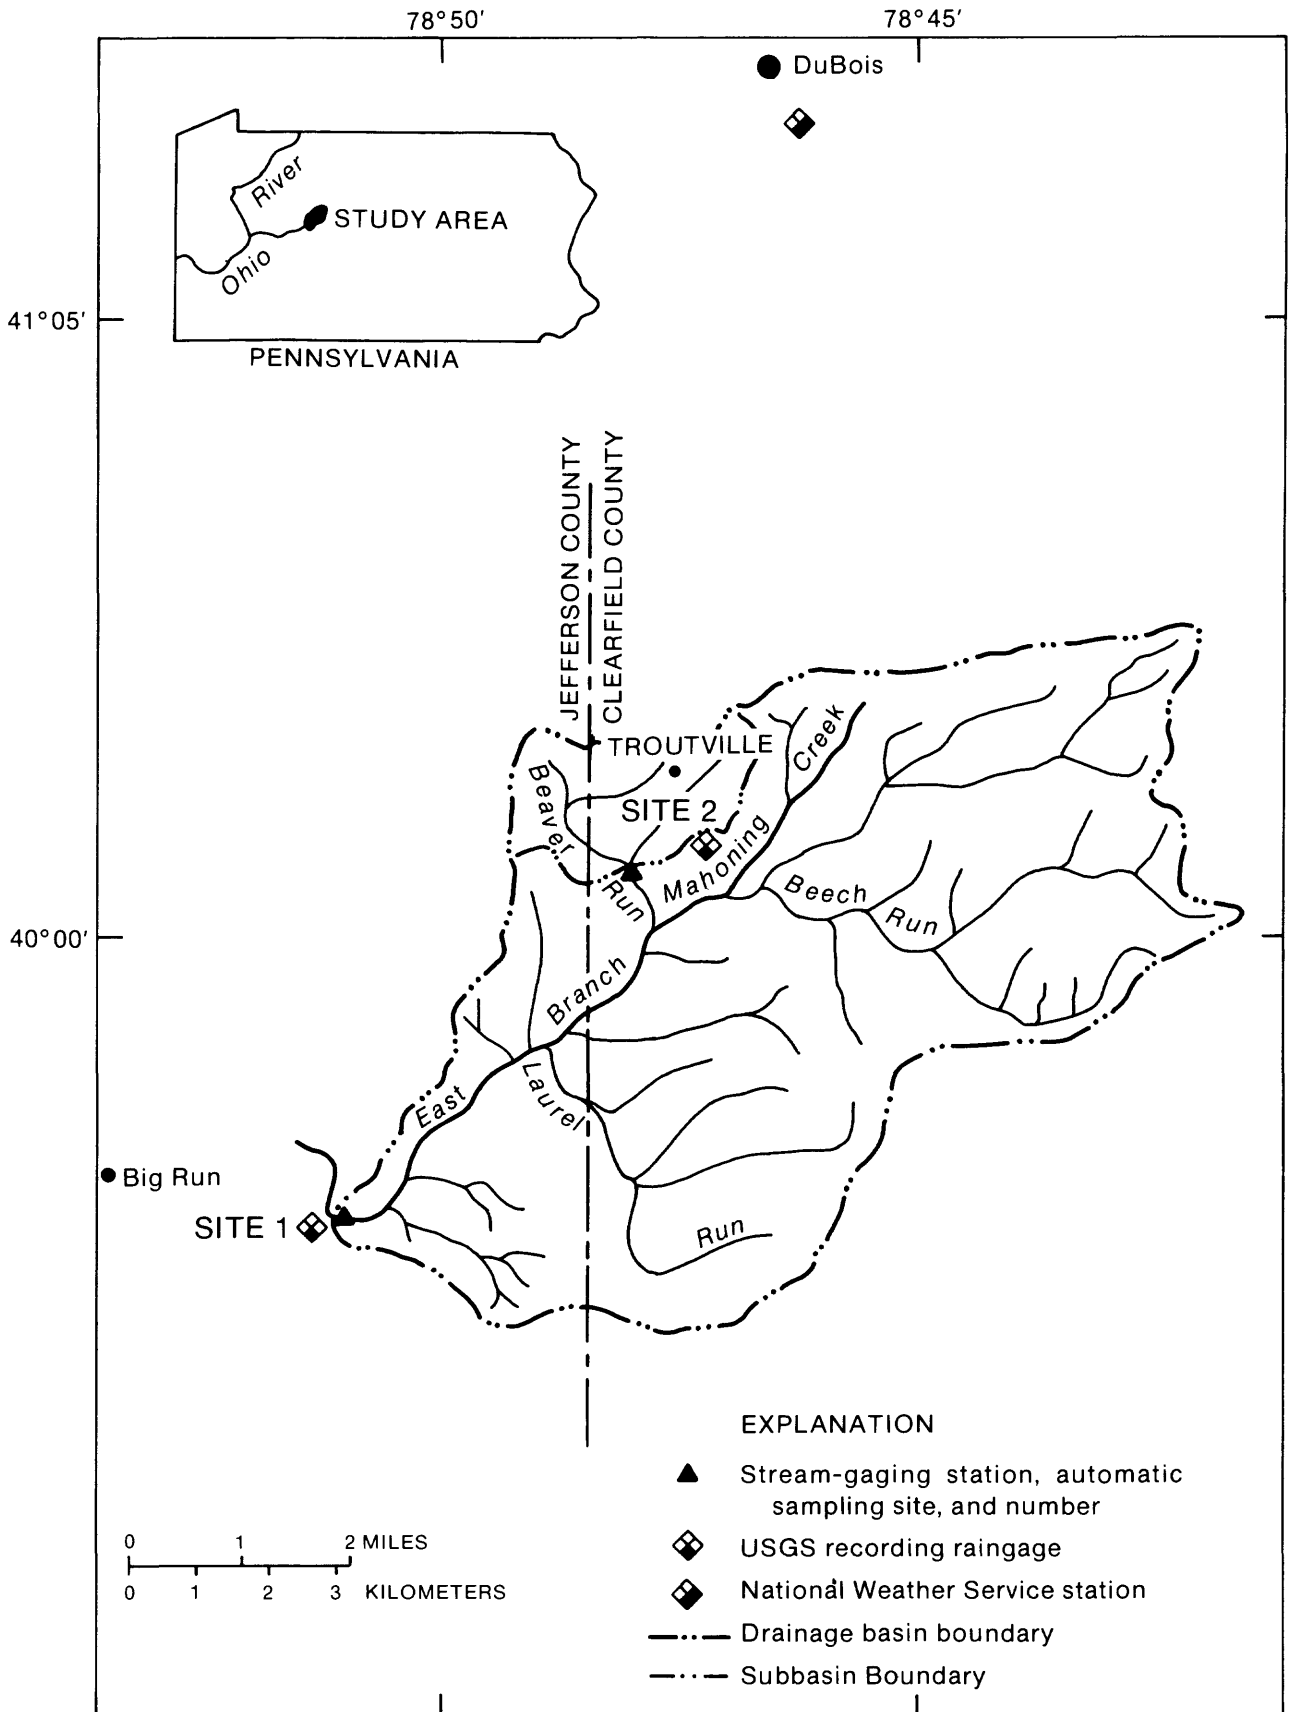 78°50'
78°45'
DuBois
River
STUDY AREA
Ohio
41°05'
PENNSYLVANIA
JEFFERSON COUNTY
CLEARFIELD COUNTY
TROUTVILLE
Creek
Beaver
SITE 2
Mahoning
Run
Beech
Run
40°00'
Branch
Laurel
East
Big Run
SITE 1
Run
EXPLANATION
Stream-gaging station, automatic
sampling site, and number
USGS recording raingage
National Weather Service station
Drainage basin boundary
Subbasin Boundary
0 1 2 MILES
0 1 2 3 KILOMETERS